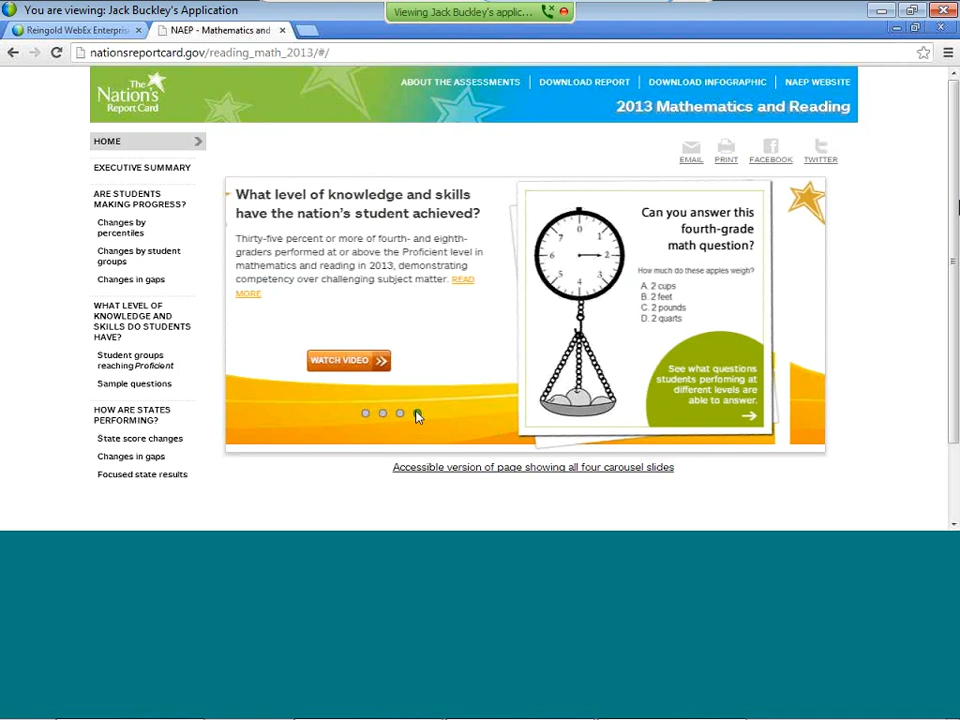 You are viewing: Jack Buckley's Application
Viewing Jack Buckley's applic...
Reingold WebEx Enterpris
NAEP - Mathematics and
nationsreportcard.gov/reading_math_2013/#/
The
Nation's
Report Card
ABOUT THE ASSESSMENTS
DOWNLOAD REPORT
DOWNLOAD INFOGRAPHIC
NAEP WEBSITE
2013 Mathematics and Reading
HOME
EXECUTIVE SUMMARY
ARE STUDENTS
MAKING PROGRESS?
Changes by
percentiles
Changes by student
groups
Changes in gaps
WHAT LEVEL OF
KNOWLEDGE AND
SKILLS DO STUDENTS
HAVE?
Student groups
reaching Proficient
Sample questions
HOW ARE STATES
PERFORMING?
State score changes
Changes in gaps
Focused state results
EMAIL
PRINT
FACEBOOK
TWITTER
What level of knowledge and skills
have the nation's student achieved?
Thirty-five percent or more of fourth- and eighth-
graders performed at or above the Proficient level in
mathematics and reading in 2013, demonstrating
competency over challenging subject matter. READ
MORE
WATCH VIDEO
0
1
2
3
4
5
6
7
Can you answer this
fourth-grade
math question?
How much do these apples weigh?
A. 2 cups
B. 2 feet
C. 2 pounds
D. 2 quarts
See what questions
students perfoming at
different levels are
able to answer.
Accessible version of page showing all four carousel slides